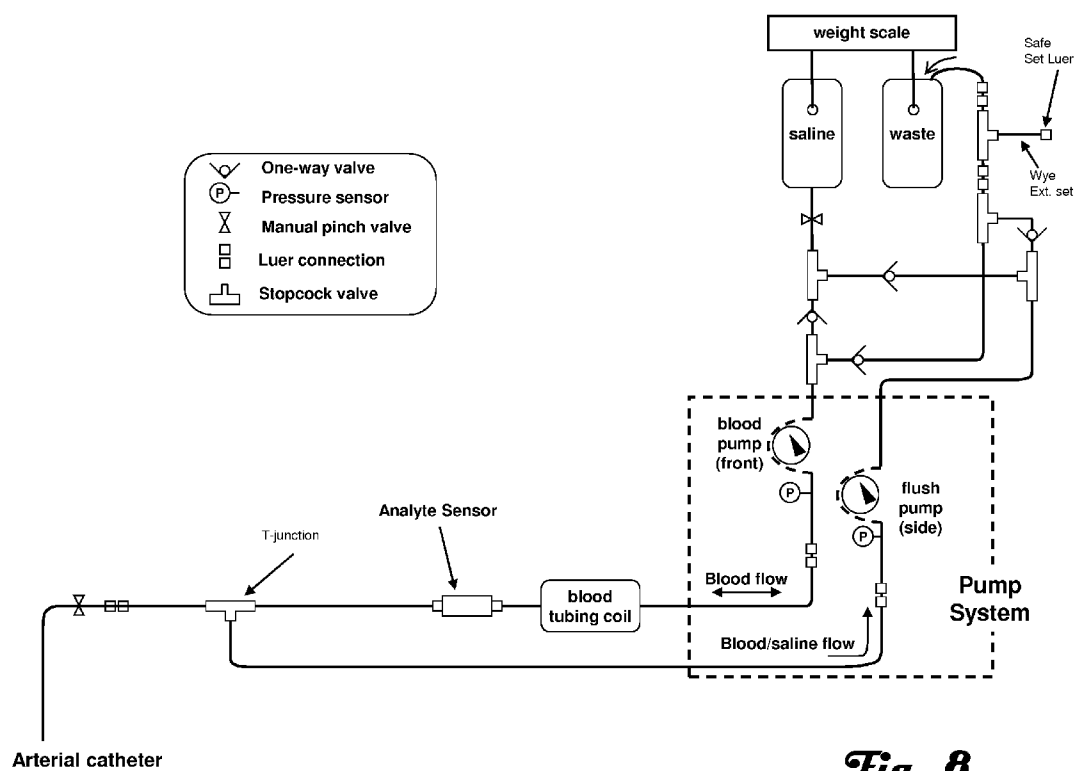 weight scale
Safe
Set Luer
saline
waste
Wye
Ext. set
One-way valve
P
Pressure sensor
Manual pinch valve
Luer connection
Stopcock valve
blood
pump
(front)
P
flush
pump
(side)
P
Analyte Sensor
T-junction
blood
tubing coil
Blood flow
Pump
System
Blood/saline flow
Arterial catheter
Fig. 8